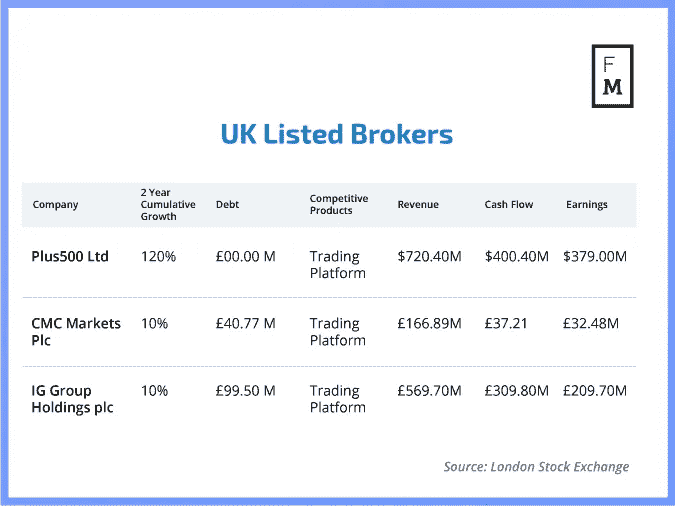 F
M
UK Listed Brokers
Company 2 Year Cumulative Growth Debt Competitive Products Revenue Cash Flow Earnings
Plus500 Ltd 120% £00.00 M Trading Platform $720.40M $400.40M $379.00M
CMC Markets Plc 10% £40.77 M Trading Platform £166.89M £37.21 £32.48M
IG Group Holdings plc 10% £99.50 M Trading Platform £569.70M £309.80M £209.70M
Source: London Stock Exchange